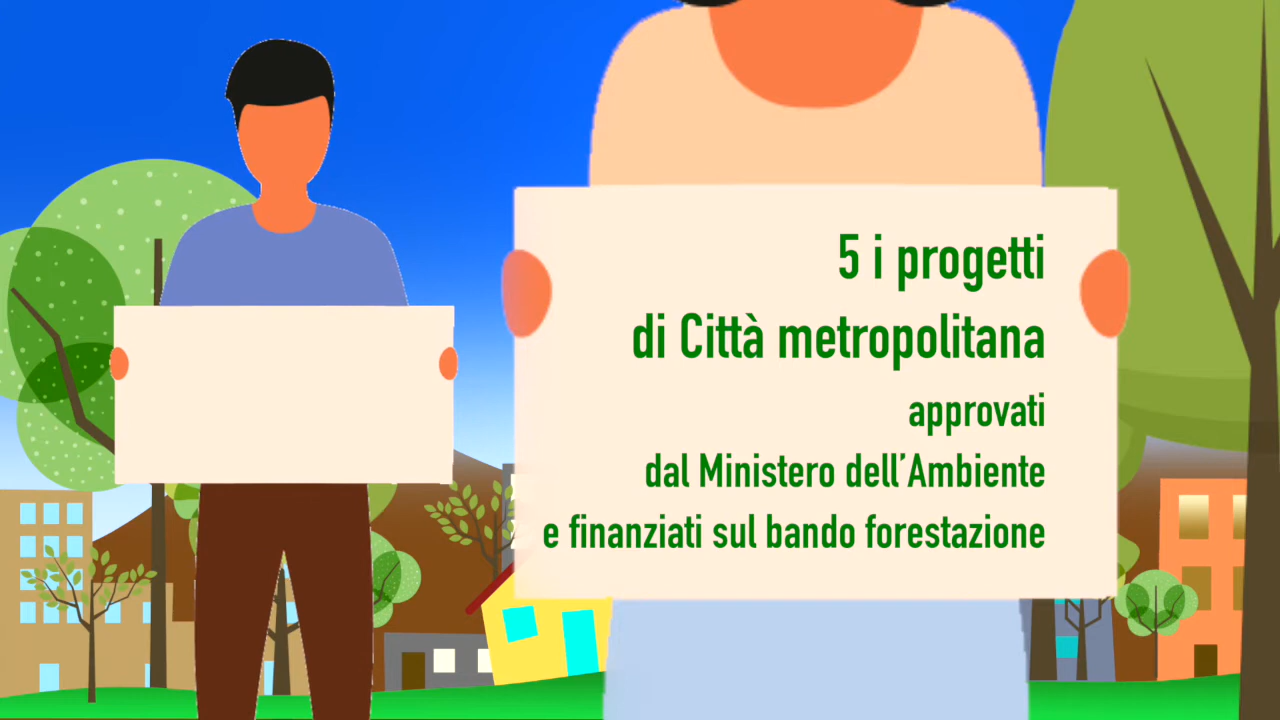 5 i progetti
di Città metropolitana
approvati
dal Ministero dell’Ambiente
e finanziati sul bando forestazione